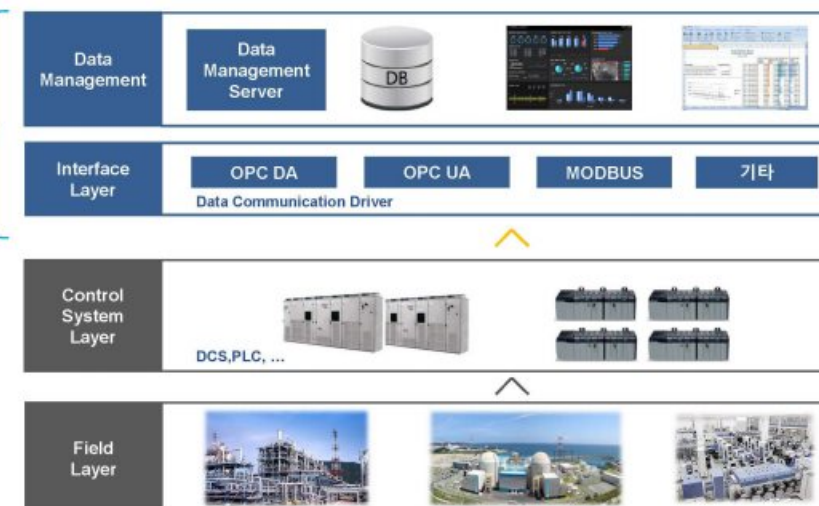 Data
Management
Data
Management
Server
DB
Interface
Layer
OPC DA
OPC UA
MODBUS
기타
Data Communication Driver
Control
System
Layer
DCS,PLC, ...
Field
Layer